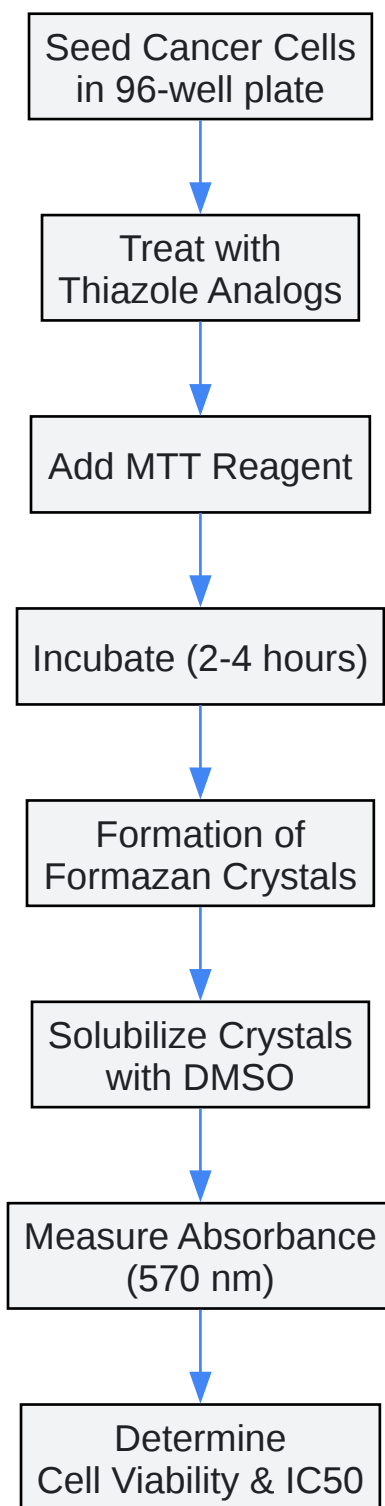 Seed Cancer Cells
in 96-well plate
Treat with
Thiazole Analogs
Add MTT Reagent
Incubate (2-4 hours)
Formation of
Formazan Crystals
Solubilize Crystals
with DMSO
Measure Absorbance
(570 nm)
Determine
Cell Viability & IC50